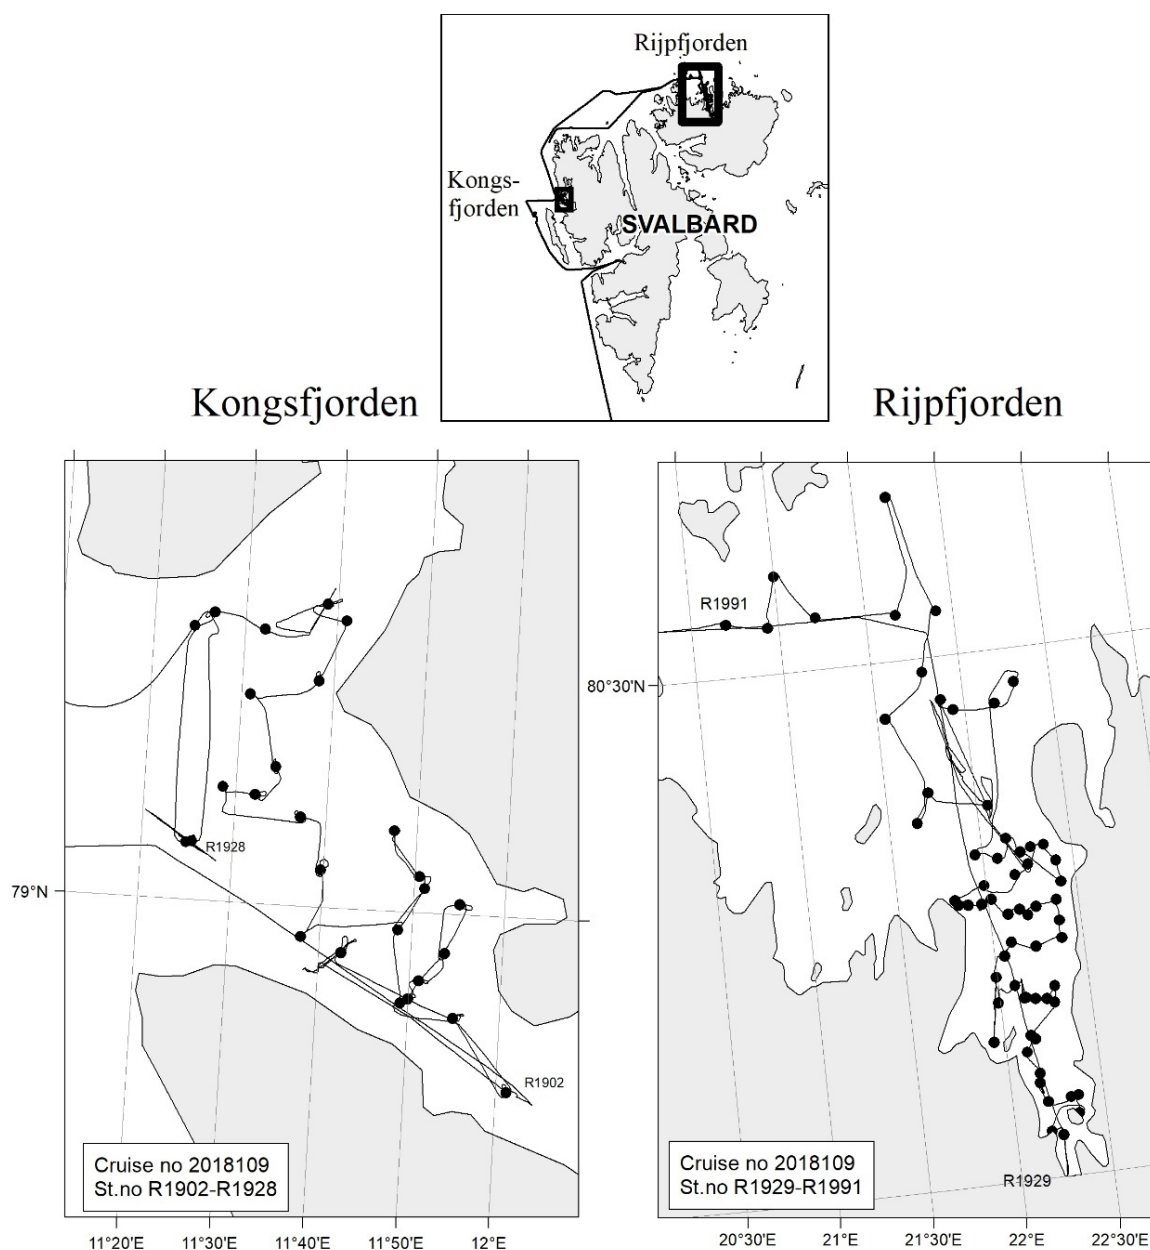 Rijpfjorden
Kongs-
fjorden
SVALBARD
Kongsfjorden
Rijpfjorden
R1991
80°30'N
R1928
79°N
R1902
Cruise no 2018109
St.no R1902-R1928
Cruise no 2018109
St.no R1929-R1991
R1929
11°20'E 11°30'E 11°40'E 11°50'E 12°E
20°30'E 21°E 21°30'E 22°E 22°30'E